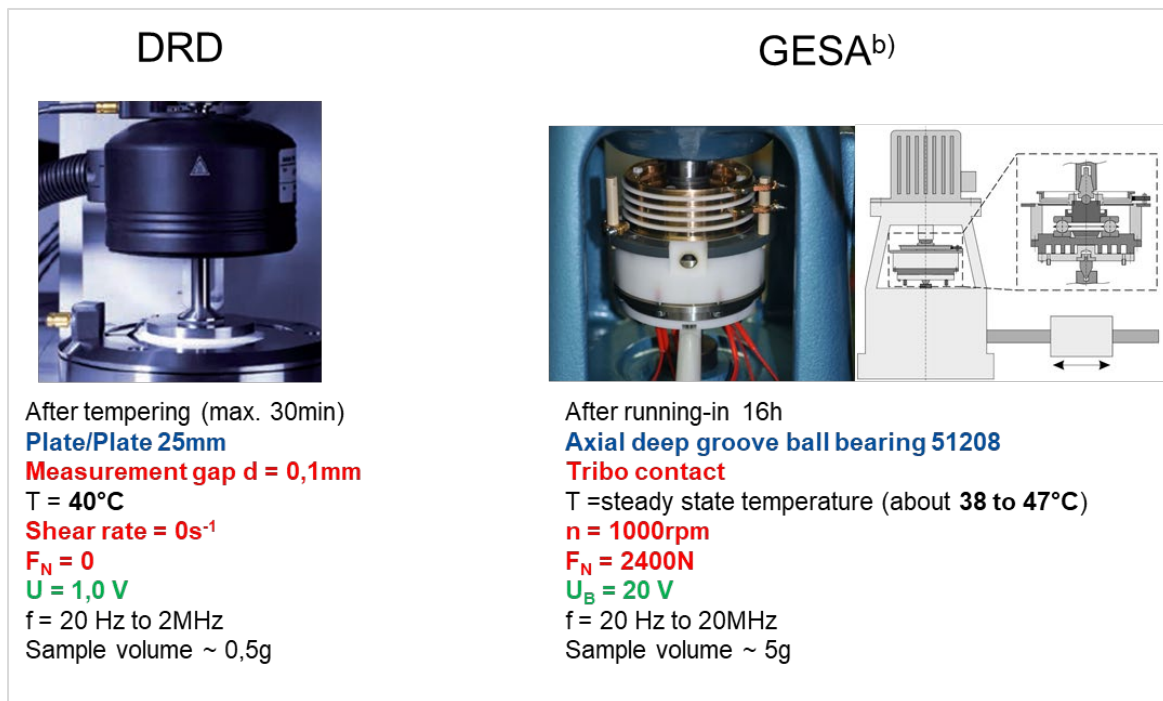 DRD
GESAb)
After tempering (max. 30min)
Plate/Plate 25mm
Measurement gap d = 0,1mm
T = 40°C
Shear rate = 0s-1
FN = 0
U = 1,0 V
f = 20 Hz to 2MHz
Sample volume ~ 0,5g
After running-in 16h
Axial deep groove ball bearing 51208
Tribo contact
T =steady state temperature (about 38 to 47°C)
n = 1000rpm
FN = 2400N
UB = 20 V
f = 20 Hz to 20MHz
Sample volume ~ 5g